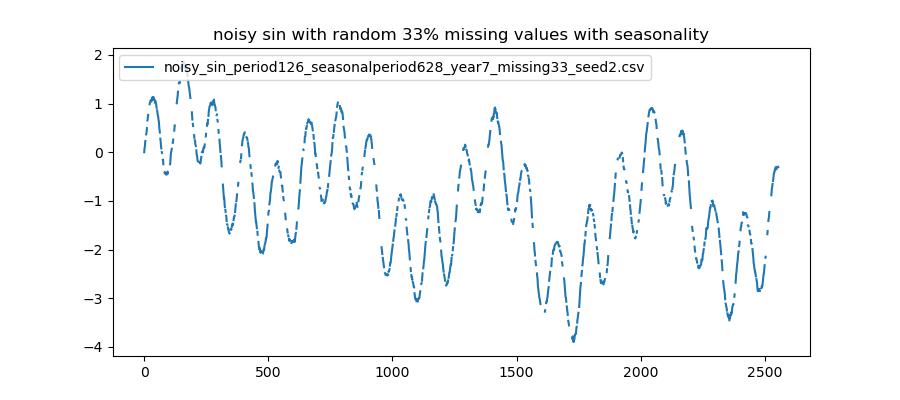 noisy sin with random 33% missing values with seasonality
noisy_sin_period126_seasonalperiod628_year7_missing33_seed2.csv
2
1
0
−1
−2
−3
−4
0 500 1000 1500 2000 2500